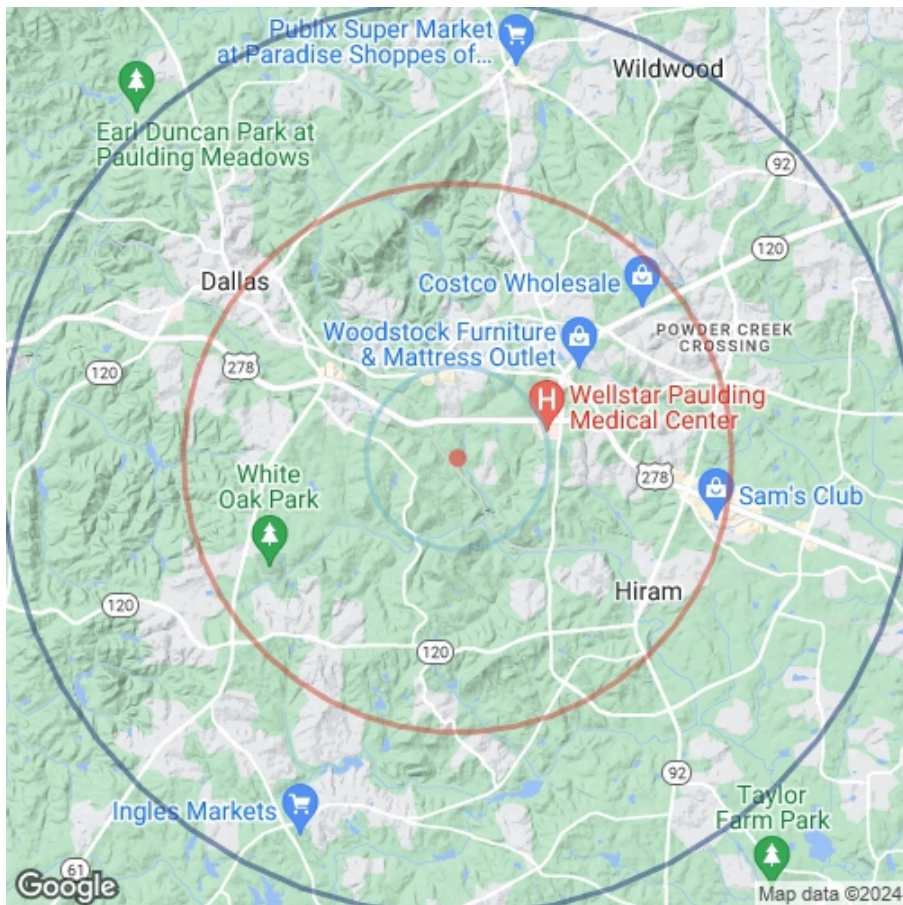 Publix Super Market
at Paradise Shoppes of...
Wildwood
Earl Duncan Park at
Paulding Meadows
92
120
Dallas
Costco Wholesale
Woodstock Furniture
& Mattress Outlet
POWDER CREEK
CROSSING
278
120
Wellstar Paulding
Medical Center
H
White
Oak Park
278
Sam's Club
Hiram
120
120
92
Ingles Markets
Taylor
Farm Park
61
Google
Map data ©2024